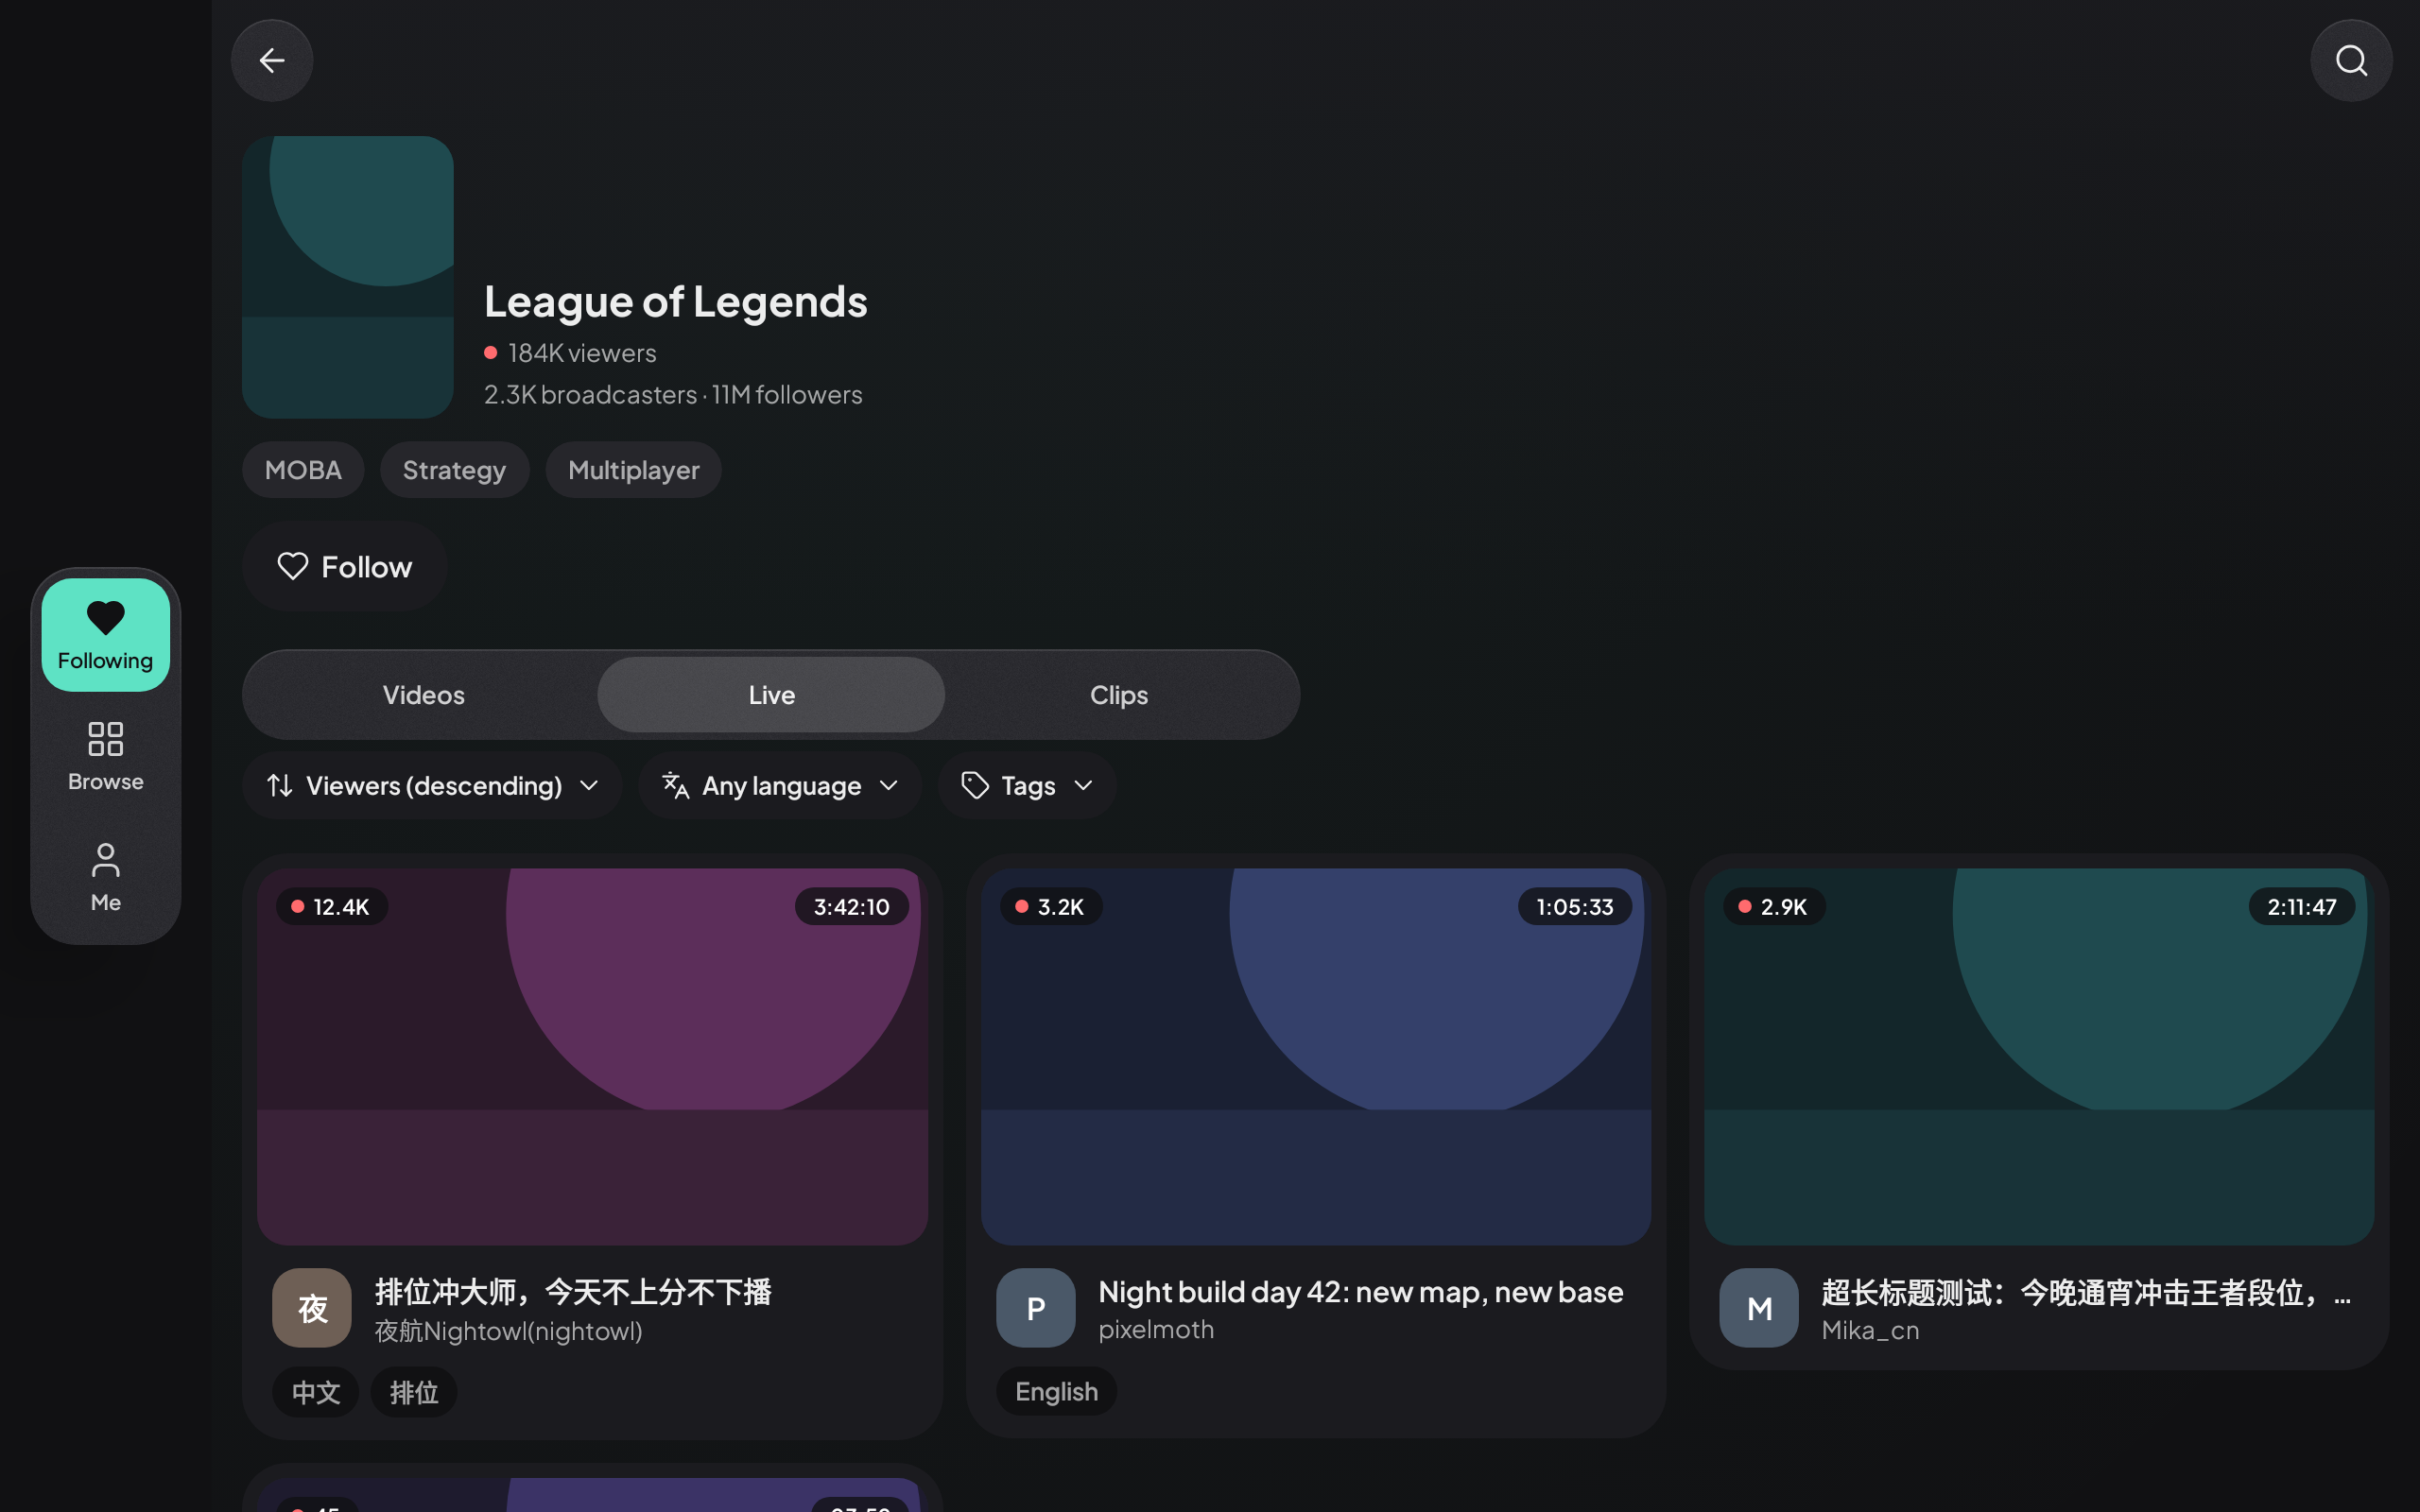 League of Legends
184K viewers
2.3K broadcasters · 11M followers
MOBA Strategy Multiplayer
Follow
Following
Browse
Me
Videos Live Clips
Viewers (descending) Any language Tags
12.4K 3:42:10
夜
排位冲大师，今天不上分不下播
夜航Nightowl(nightowl)
中文 排位
3.2K 1:05:33
P
Night build day 42: new map, new base
pixelmoth
English
2.9K 2:11:47
M
超长标题测试：今晚通宵冲击王者段位，...
Mika_cn